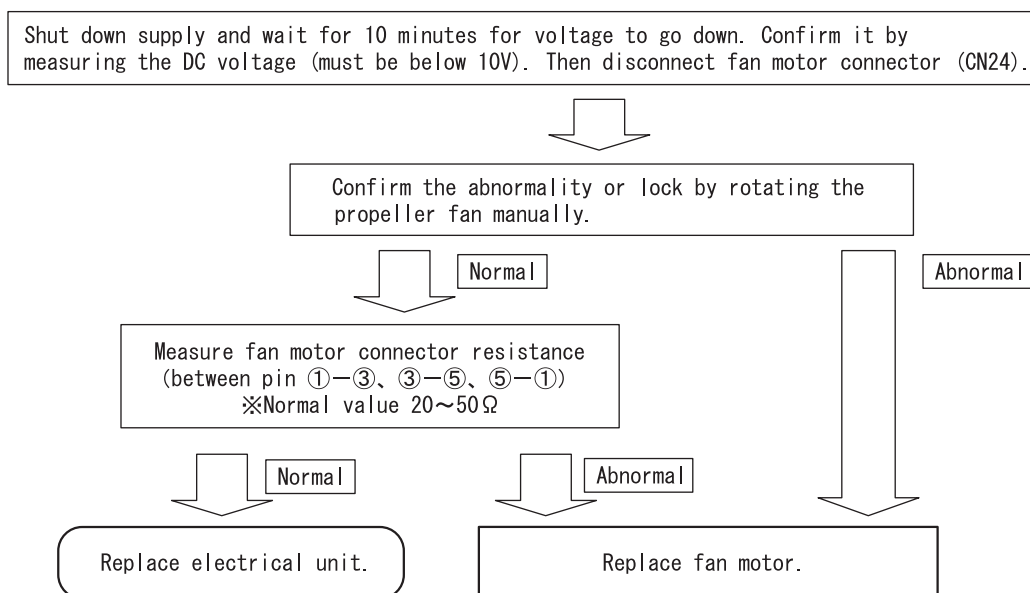 Shut down supply and wait for 10 minutes for voltage to go down. Confirm it by
measuring the DC voltage (must be below 10V). Then disconnect fan motor connector (CN24).
Confirm the abnormality or lock by rotating the
propeller fan manually.
Normal
Abnormal
Measure fan motor connector resistance
(between pin ①−③、③−⑤、⑤−①)
※Normal value 20～50Ω
Normal
Abnormal
Replace electrical unit.
Replace fan motor.